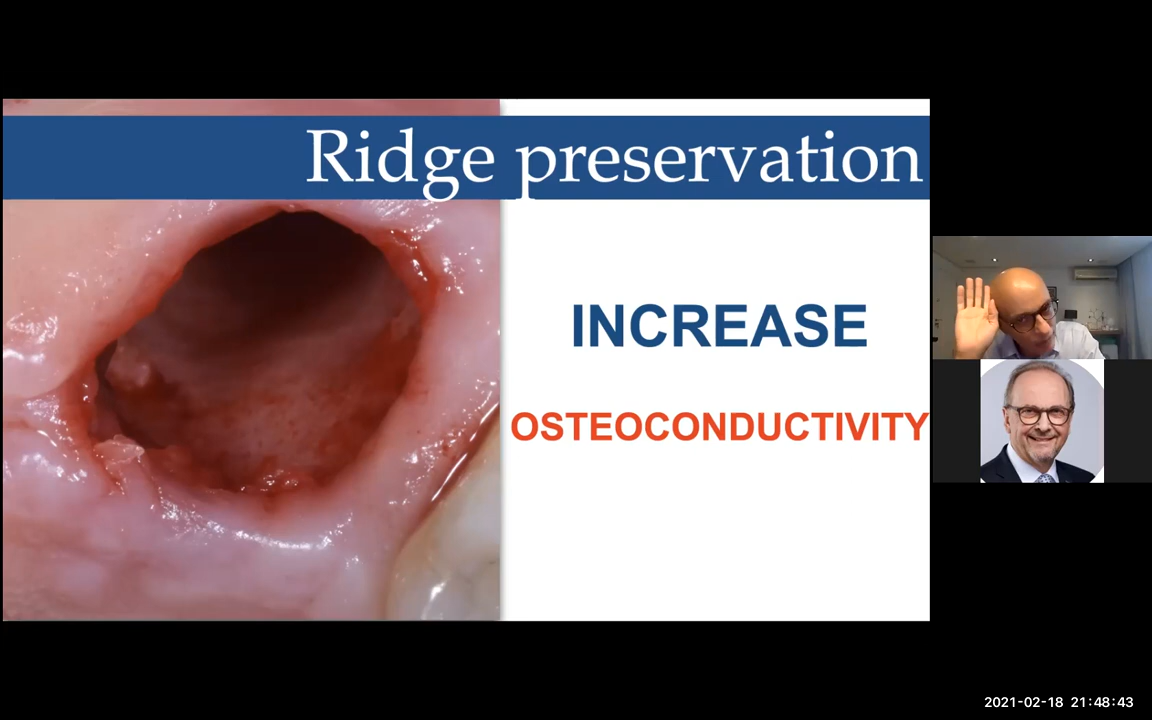 Ridge preservation
INCREASE
OSTEOCONDUCTIVITY
2021-02-18 21:48:43